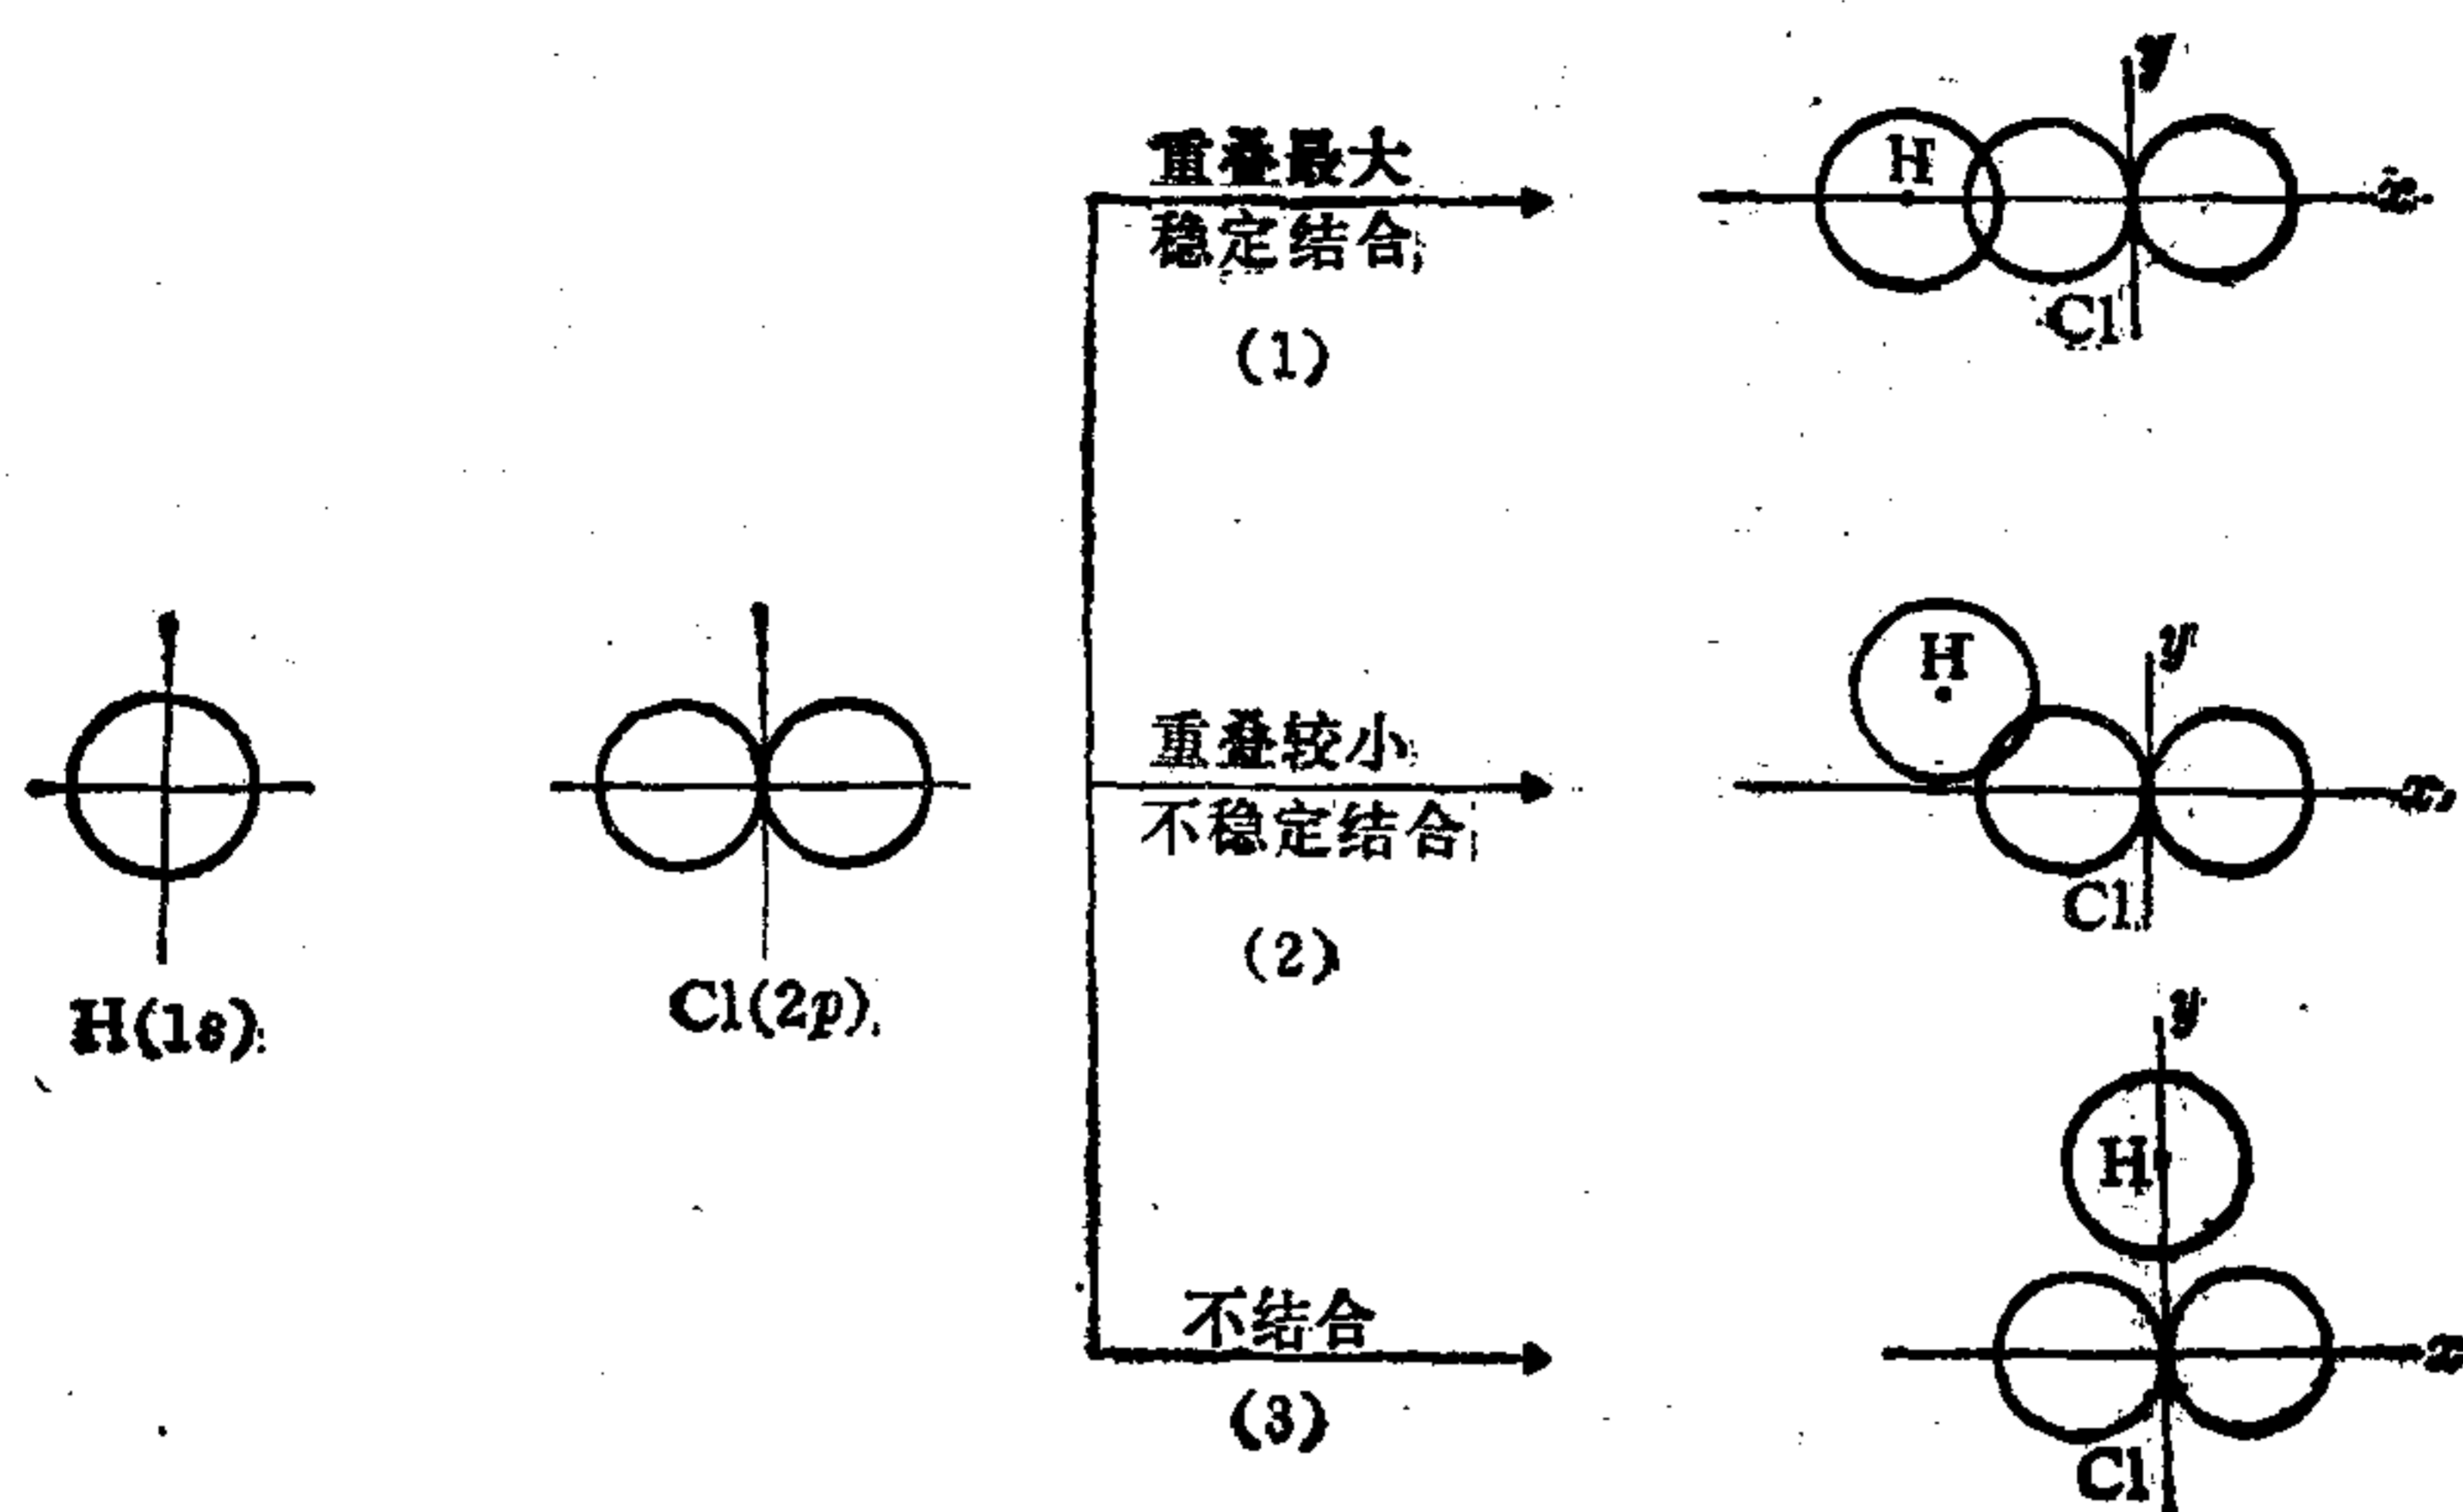 重叠最大
稳定结合
(1)
y
H
x
Cl
H(1s)
Cl(2p)
重叠较小
不稳定结合
(2)
y
H
x
Cl
不结合
(3)
y
H
x
Cl